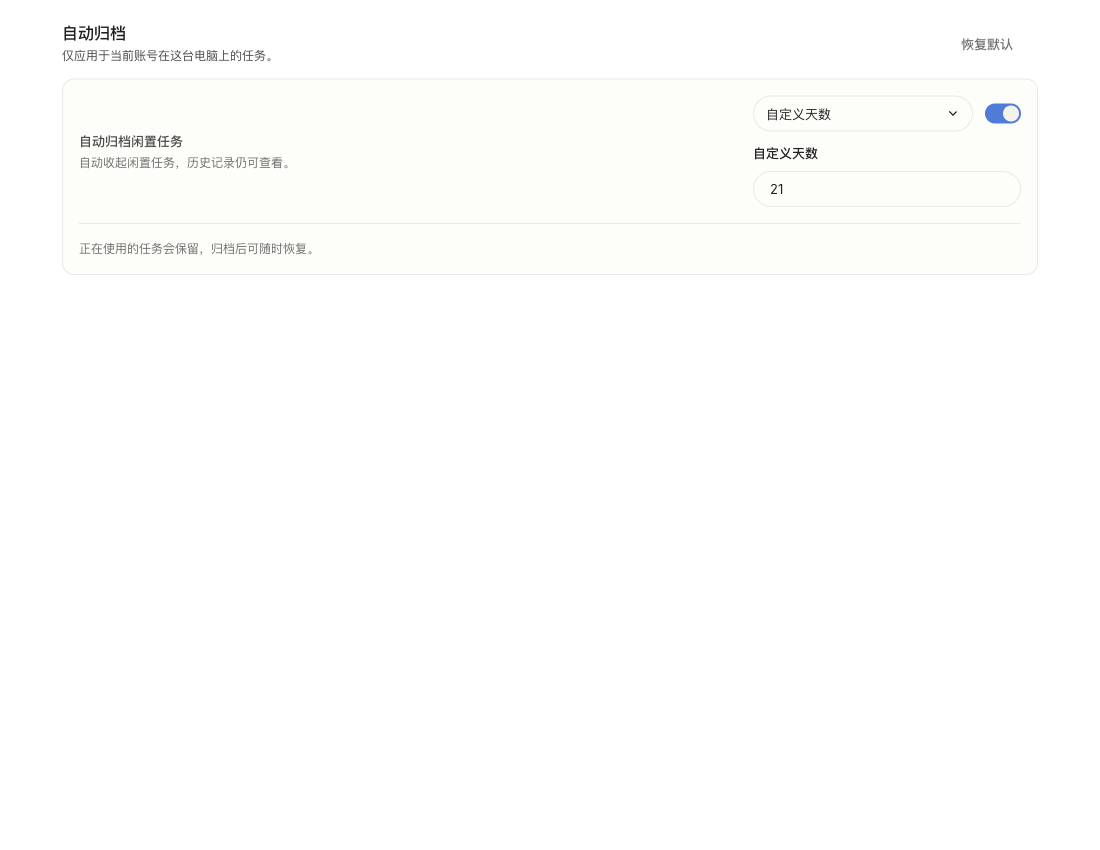 自动归档
仅应用于当前账号在这台电脑上的任务。
恢复默认
自定义天数
自动归档闲置任务
自动收起闲置任务，历史记录仍可查看。
自定义天数
21
正在使用的任务会保留，归档后可随时恢复。